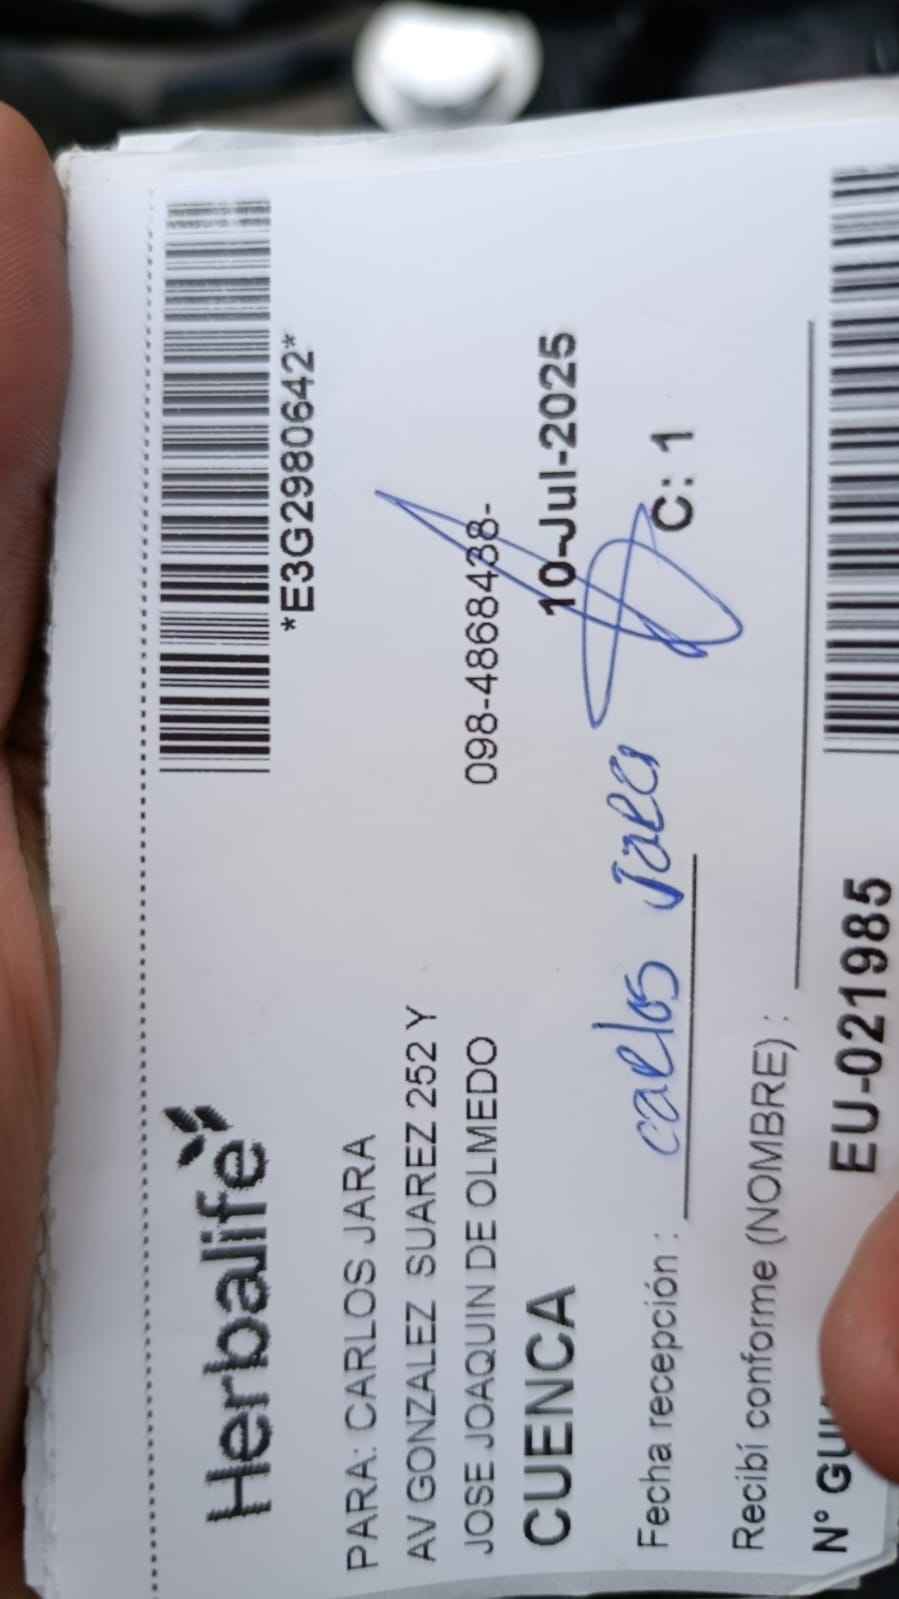 Herbalife
*E3G2980642*
PARA: CARLOS JARA
AV GONZALEZ SUAREZ 252 Y
JOSE JOAQUIN DE OLMEDO 098-4868438-
CUENCA 10-Jul-2025
carlos Jara
Fecha recepción : C: 1
Recibí conforme (NOMBRE) :
N° EU-021985